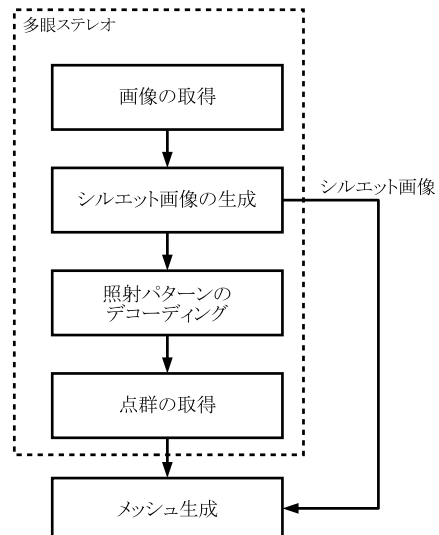 多眼ステレオ
画像の取得
シルエット画像の生成
シルエット画像
照射パターンの
デコーディング
点群の取得
メッシュ生成